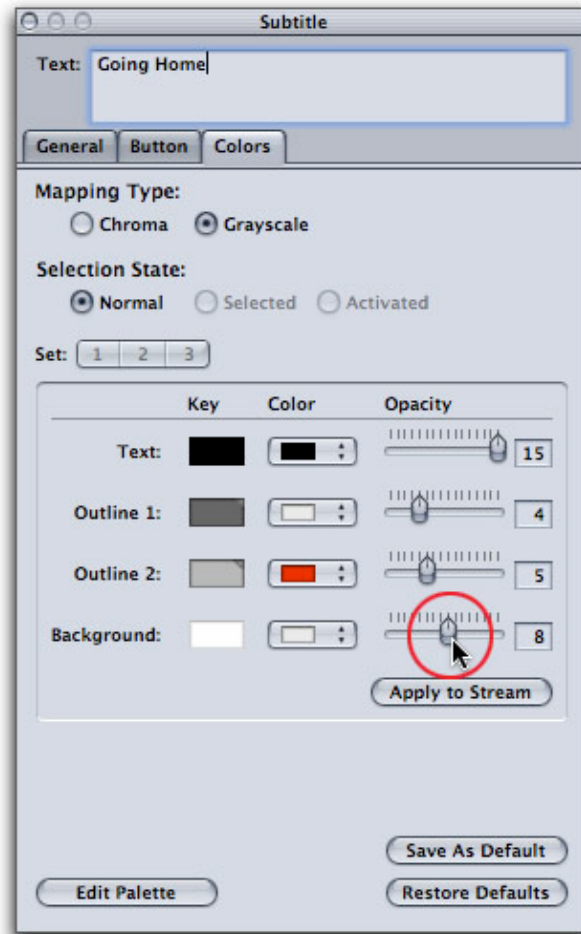 Subtitle
Text: Going Home
General Button Colors
Mapping Type:
Chroma Grayscale
Selection State:
Normal Selected Activated
Set: 1 2 3
Key Color Opacity
Text: 15
Outline 1: 4
Outline 2: 5
Background: 8
Apply to Stream
Save As Default
Edit Palette Restore Defaults